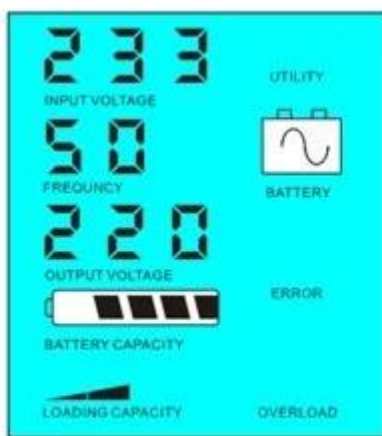 233
UTILITY
INPUT VOLTAGE
50
FREQUNCY
BATTERY
220
OUTPUT VOLTAGE
ERROR
BATTERY CAPACITY
LOADING CAPACITY
OVERLOAD